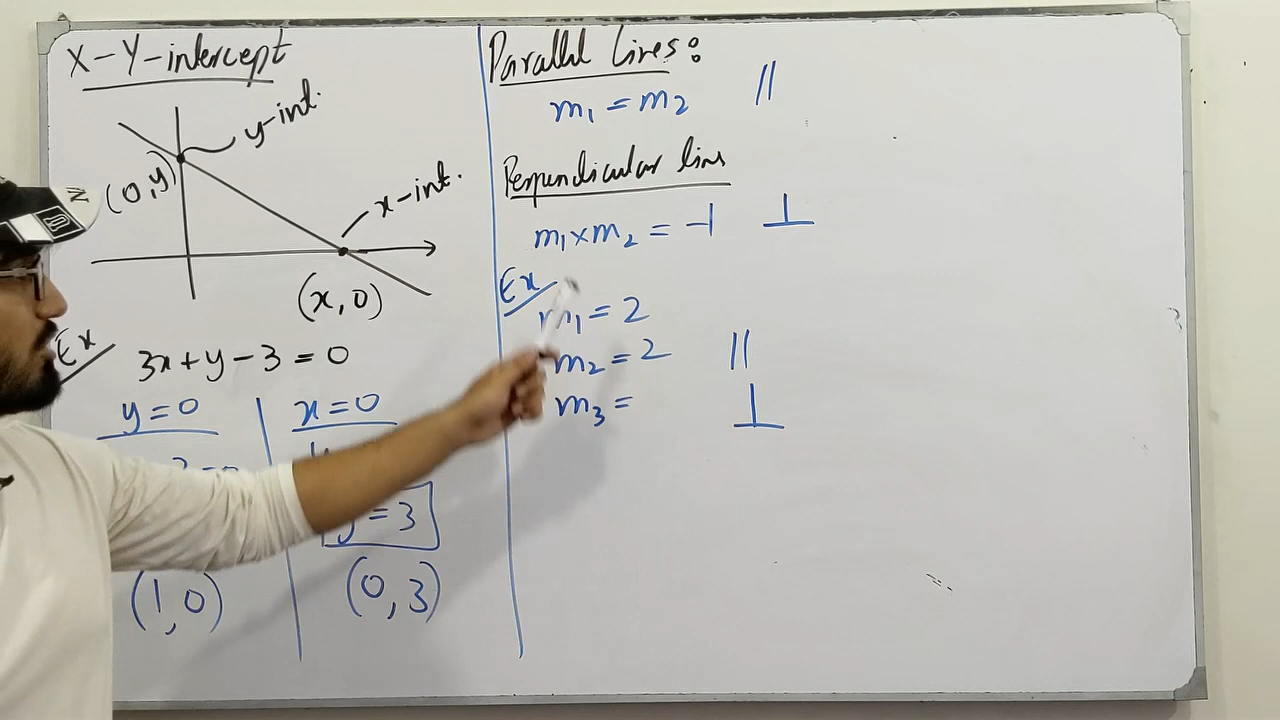 X-Y-intercept
y-int.
(0,y)
x-int.
(x,0)
Ex
3x+y-3=0
y=0
x=0
y=3
(1,0)
(0,3)
Parallel lines:
m₁ = m₂ //
Perpendicular line
m₁×m₂ = -1 ⊥
Ex
m₁ = 2
m₂ = 2 //
m₃ = ⊥
N